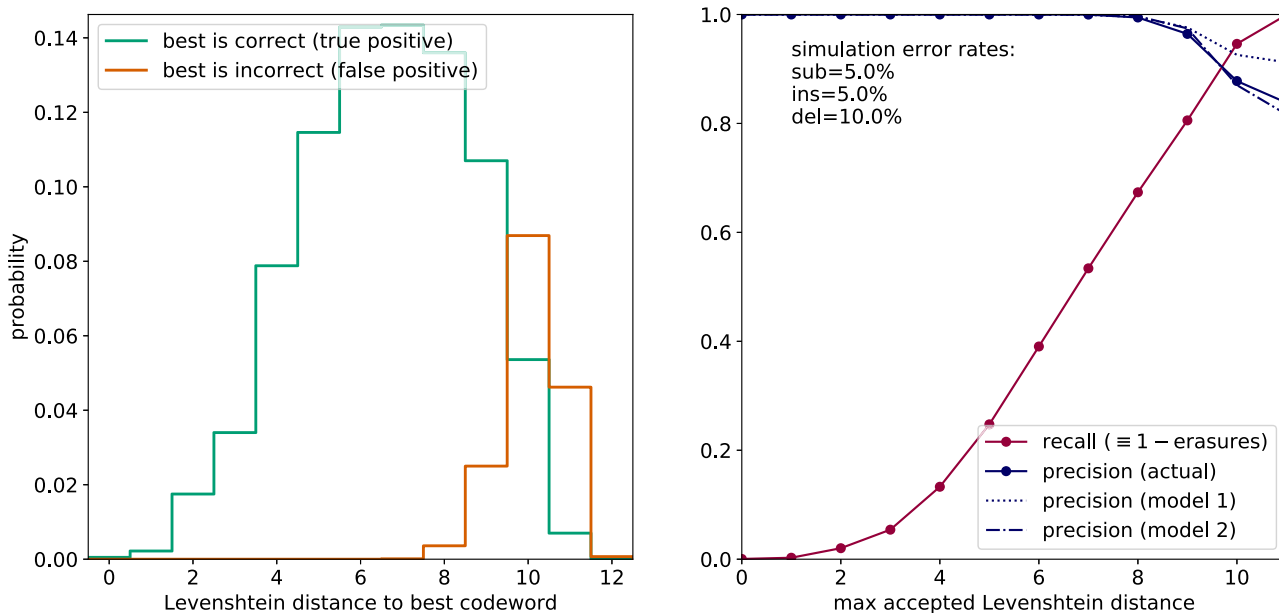 0.14
0.12
0.10
0.08
0.06
0.04
0.02
0.00
probability
best is correct (true positive)
best is incorrect (false positive)
0 2 4 6 8 10 12
Levenshtein distance to best codeword
1.0
0.8
0.6
0.4
0.2
0.0
simulation error rates:
sub=5.0%
ins=5.0%
del=10.0%
recall (≡ 1 − erasures)
precision (actual)
precision (model 1)
precision (model 2)
0 2 4 6 8 10
max accepted Levenshtein distance